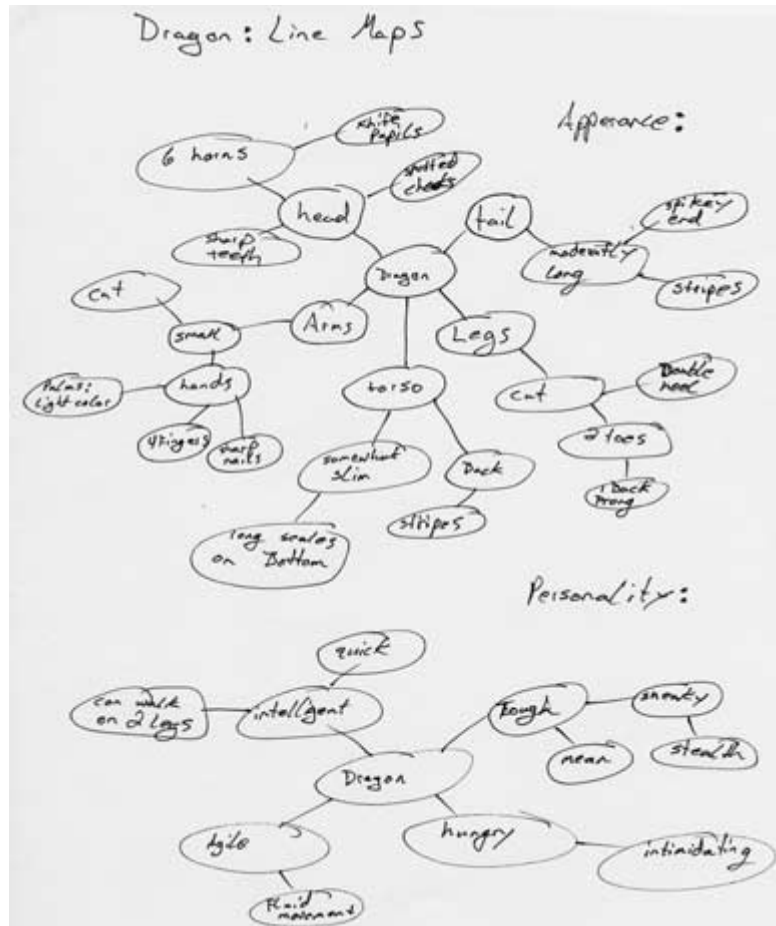 Dragon: Line Maps
Apperance:
knife
pupils
6 horns
spotted
cheeks
head
tail
spikey
end
sharp
teeth
moderatly
long
stripes
Dragon
cat
small
Arms
Legs
hands
Palms:
light color
torso
cat
Double
4 Fingers
sharp
nails
somewhat
slim
Back
2 toes
1 Back
Prong
stripes
long scales
on Bottom
Personality:
quick
can walk
on 2 Legs
intelligent
tough
sneaky
mean
stealth
Dragon
Agile
hungry
intimidating
Fluid
movement